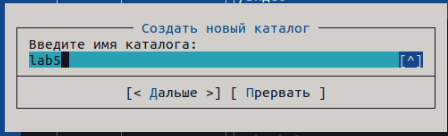 Создать новый каталог
Введите имя каталога:
lab5 [^]
[< Дальше >] [ Прервать ]